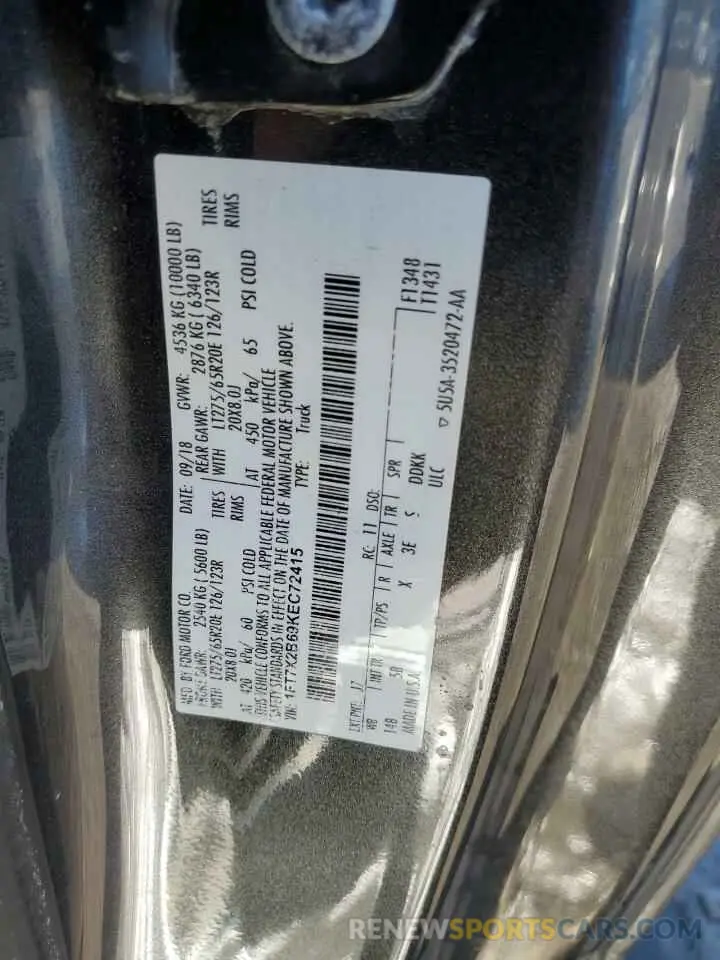 MFD. BY FORD MOTOR CO.
DATE: 09/18 GVWR: 4536 KG (10000 LB)
FRONT GAWR: 2540 KG ( 5600 LB) REAR GAWR: 2876 KG ( 6340 LB)
WITH LT275/65R20E 126/123R TIRES WITH LT275/65R20E 126/123R TIRES
20X8.0J RIMS 20X8.0J RIMS
AT 420 kPa/ 60 PSI COLD AT 450 kPa/ 65 PSI COLD
THIS VEHICLE CONFORMS TO ALL APPLICABLE FEDERAL MOTOR VEHICLE
SAFETY STANDARDS IN EFFECT ON THE DATE OF MANUFACTURE SHOWN ABOVE.
VIN: 1FT7X2B69KEC72415 TYPE: Truck
EXT PNT: J7 RC: 11 DSO: F1348
WB INT TR TP/PS R AXLE TR SPR T1431
148 X 3E S DDKK
MADE IN U.S.A. ULC 5U5A-3520472-AA
RENEWSPORTSCARS.COM